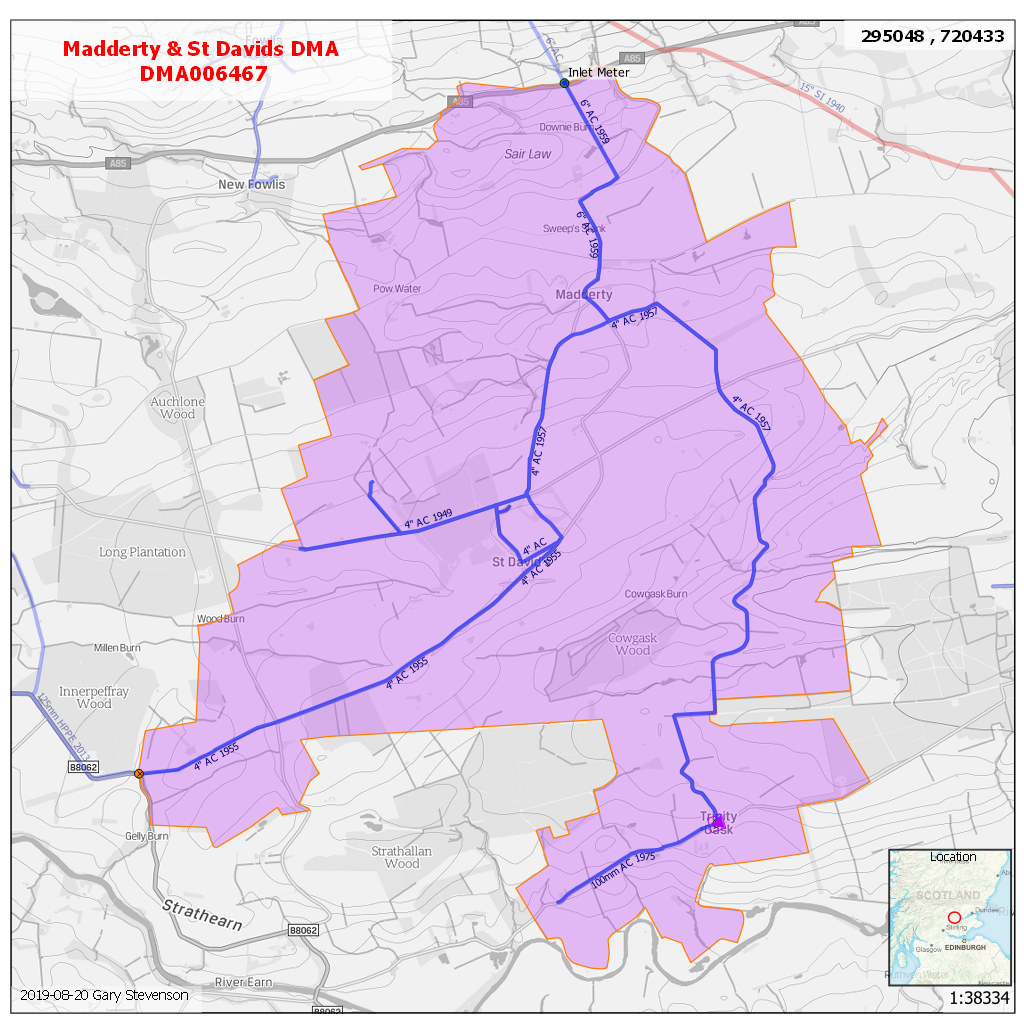 Madderty & St Davids DMA
DMA006467
295048 , 720433
6" AC
A85
A85
Inlet Meter
A85
15" SI 1940
6" AC 1959
Downie Burn
Sair Law
A85
New Fowlis
6" AC 1959
Pow Water
Madderty
4" AC 1957
Auchlone
Wood
4" AC 1957
4" AC 1957
4" AC 1949
4" AC
St Davids
4" AC 1955
Long Plantation
Cowgask Burn
Wood Burn
Cowgask
Wood
Millen Burn
Innerpeffray
Wood
4" AC 1955
125mm HPPE 2013
4" AC 1955
B8062
Trinity
Gask
Gelly Burn
Strathallan
Wood
100mm AC 1975
Location
SCOTLAND
Dundee
Stirling
Glasgow
EDINBURGH
Strathearn
B8062
River Earn
2019-08-20 Gary Stevenson
B8062
1:38334